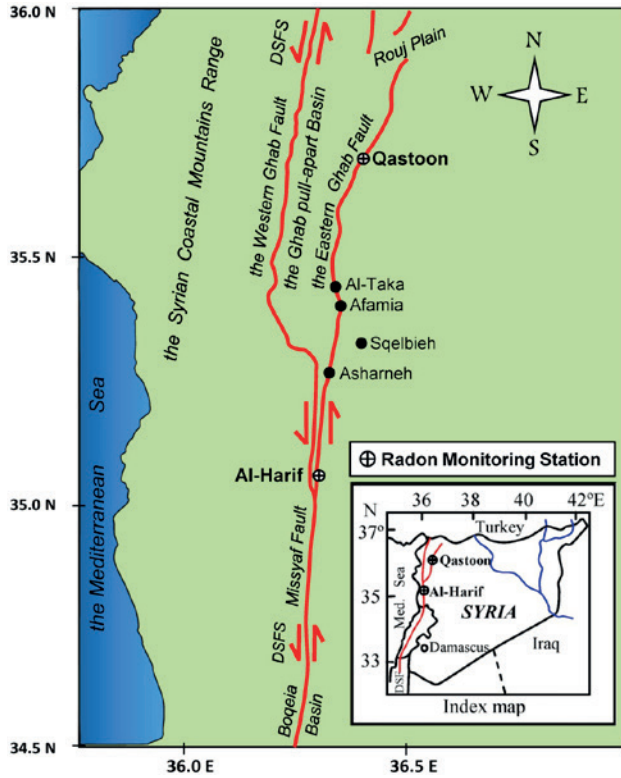 36.0 N
35.5 N
35.0 N
34.5 N
36.0 E
36.5 E
DSFS
Rouj Plain
N
W
E
S
the Syrian Coastal Mountains Range
the Western Ghab Fault
the Ghab pull-apart Basin
the Eastern Ghab Fault
Qastoon
Al-Taka
Afamia
Sqelbieh
Asharneh
Al-Harif
the Mediterranean Sea
Missyaf Fault
DSFS
Boqeia
Basin
Radon Monitoring Station
N
36
38
40
42°E
37°
35
33
Turkey
Qastoon
Al-Harif
SYRIA
Med. Sea
Damascus
Iraq
DSF
Index map